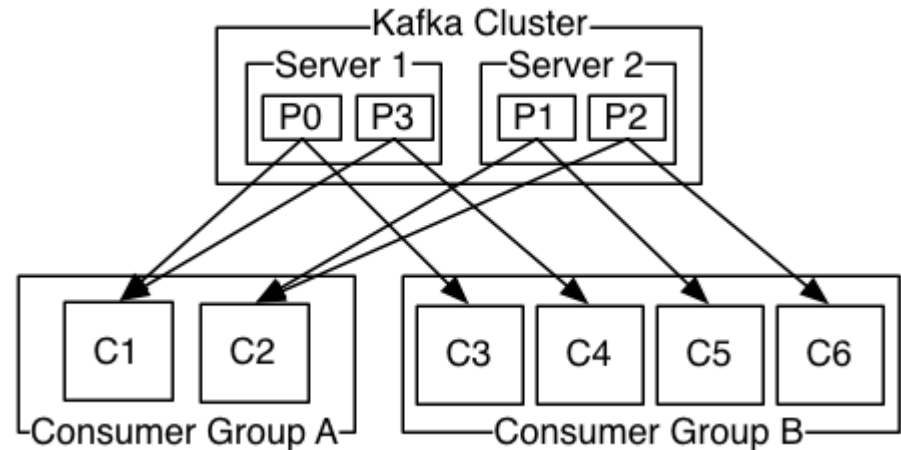 Kafka Cluster
Server 1 Server 2
P0 P3 P1 P2
C1 C2 C3 C4 C5 C6
Consumer Group A Consumer Group B